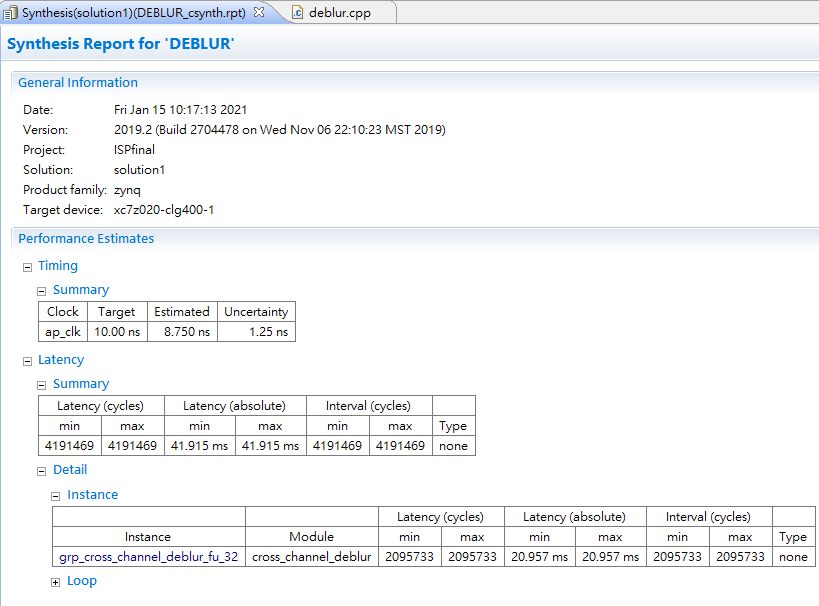 Synthesis(solution1)(DEBLUR_csynth.rpt) deblur.cpp
Synthesis Report for 'DEBLUR'
General Information
Date: Fri Jan 15 10:17:13 2021
Version: 2019.2 (Build 2704478 on Wed Nov 06 22:10:23 MST 2019)
Project: ISPfinal
Solution: solution1
Product family: zynq
Target device: xc7z020-clg400-1
Performance Estimates
Timing
Summary
Clock Target Estimated Uncertainty
ap_clk 10.00 ns 8.750 ns 1.25 ns
Latency
Summary
Latency (cycles) Latency (absolute) Interval (cycles)
min max min max min max Type
4191469 4191469 41.915 ms 41.915 ms 4191469 4191469 none
Detail
Instance
Latency (cycles) Latency (absolute) Interval (cycles)
Instance Module min max min max min max Type
grp_cross_channel_deblur_fu_32 cross_channel_deblur 2095733 2095733 20.957 ms 20.957 ms 2095733 2095733 none
Loop